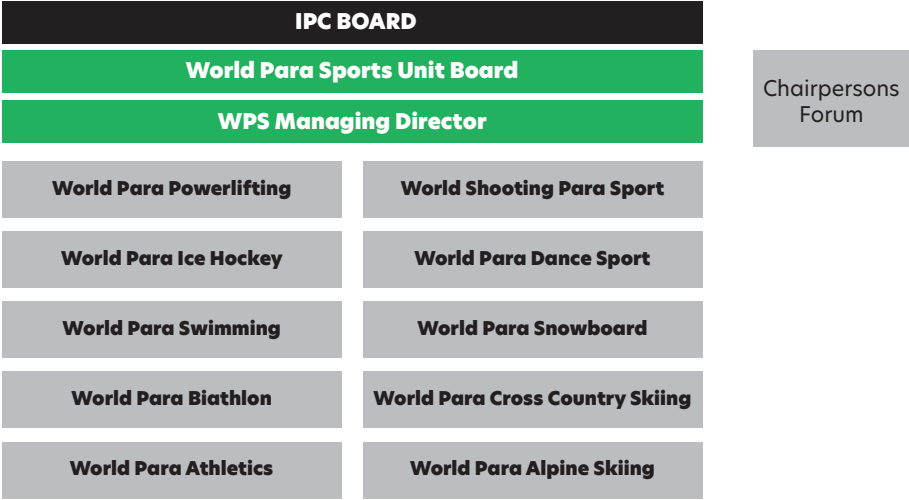 IPC BOARD
World Para Sports Unit Board
WPS Managing Director
Chairpersons
Forum
World Para Powerlifting
World Shooting Para Sport
World Para Ice Hockey
World Para Dance Sport
World Para Swimming
World Para Snowboard
World Para Biathlon
World Para Cross Country Skiing
World Para Athletics
World Para Alpine Skiing